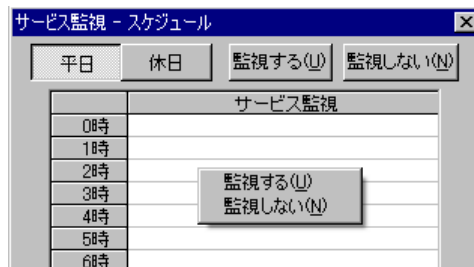 サービス監視 - スケジュール
平日 休日 監視する(U) 監視しない(N)
サービス監視
0時
1時
2時
監視する(U)
3時
監視しない(N)
4時
5時
6時